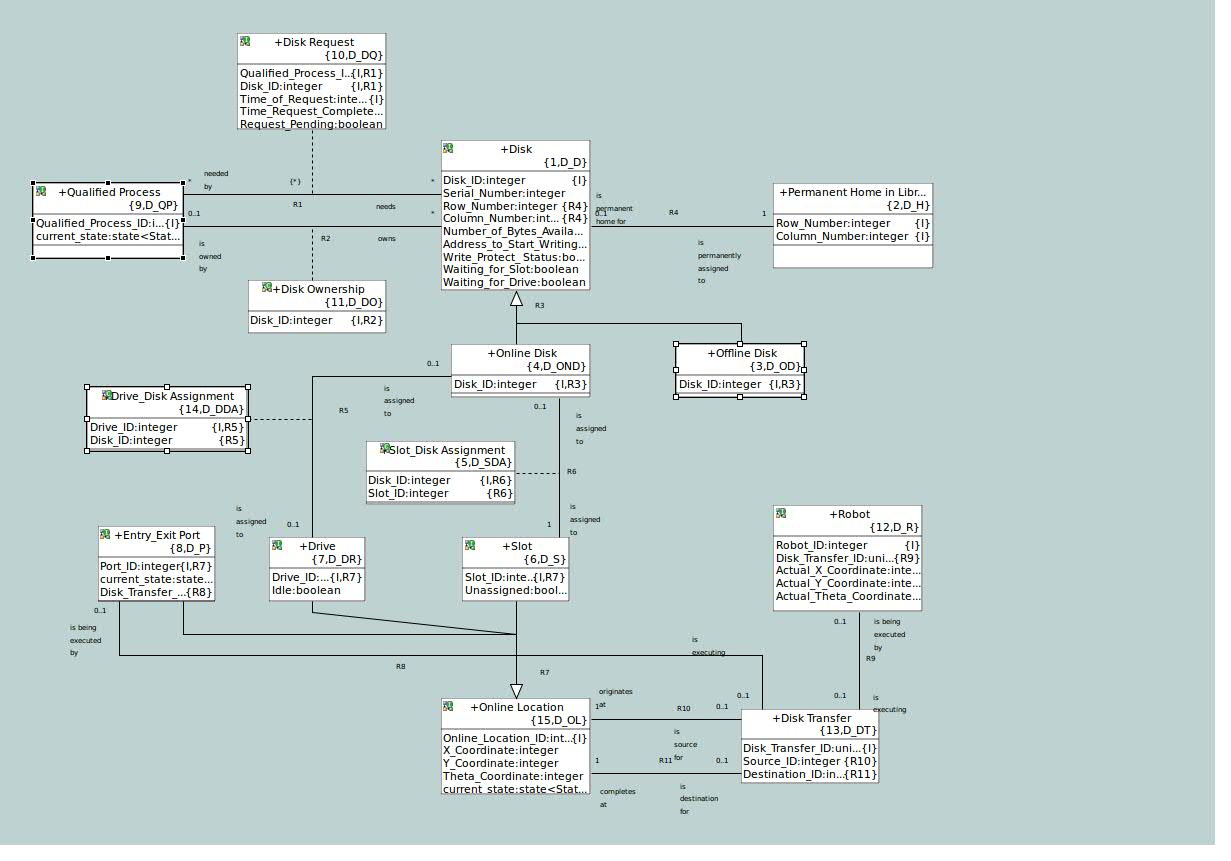 +Disk Request
{10,D_DQ}
Qualified_Process_I...{I,R1}
Disk_ID:integer {I,R1}
Time_of_Request:inte...{I}
Time_Request_Complete...
Request_Pending:boolean
+Disk
{1,D_D}
Disk_ID:integer {I}
Serial_Number:integer
Row_Number:integer {R4}
Column_Number:int... {R4}
Number_of_Bytes_Availa...
Address_to_Start_Writing...
Write_Protect_Status:bo...
Waiting_for_Slot:boolean
Waiting_for_Drive:boolean
needed
by
*
{*}
*
R1
needs
+Qualified Process
{9,D_QP}
Qualified_Process_ID:i...{I}
current_state:state<Stat...
0..1
*
R2
owns
is
owned
by
is
permanent
home for
0..1
R4
1
is
permanently
assigned
to
+Permanent Home in Libr...
{2,D_H}
Row_Number:integer {I}
Column_Number:integer {I}
+Disk Ownership
{11,D_DO}
Disk_ID:integer {I,R2}
R3
+Online Disk
{4,D_OND}
Disk_ID:integer {I,R3}
+Offline Disk
{3,D_OD}
Disk_ID:integer {I,R3}
0..1
is
assigned
to
R5
+Drive_Disk Assignment
{14,D_DDA}
Drive_ID:integer {I,R5}
Disk_ID:integer {R5}
0..1
is
assigned
to
+Slot_Disk Assignment
{5,D_SDA}
Disk_ID:integer {I,R6}
Slot_ID:integer {R6}
R6
is
assigned
to
0..1
1
is
assigned
to
+Entry_Exit Port
{8,D_P}
Port_ID:integer{I,R7}
current_state:state...
Disk_Transfer_...{R8}
+Drive
{7,D_DR}
Drive_ID:...{I,R7}
Idle:boolean
+Slot
{6,D_S}
Slot_ID:inte..{I,R7}
Unassigned:bool...
+Robot
{12,D_R}
Robot_ID:integer {I}
Disk_Transfer_ID:uni...{R9}
Actual_X_Coordinate:inte...
Actual_Y_Coordinate:inte...
Actual_Theta_Coordinate...
0..1
is being
executed
by
R8
R7
is
executing
0..1
0..1
is being
executed
by
R9
0..1
is
executing
+Online Location
{15,D_OL}
Online_Location_ID:int...{I}
X_Coordinate:integer
Y_Coordinate:integer
Theta_Coordinate:integer
current_state:state<Stat...
originates
at
1
R10
0..1
is
source
for
1
R11
0..1
completes
at
is
destination
for
+Disk Transfer
{13,D_DT}
Disk_Transfer_ID:uni...{I}
Source_ID:integer {R10}
Destination_ID:in...{R11}